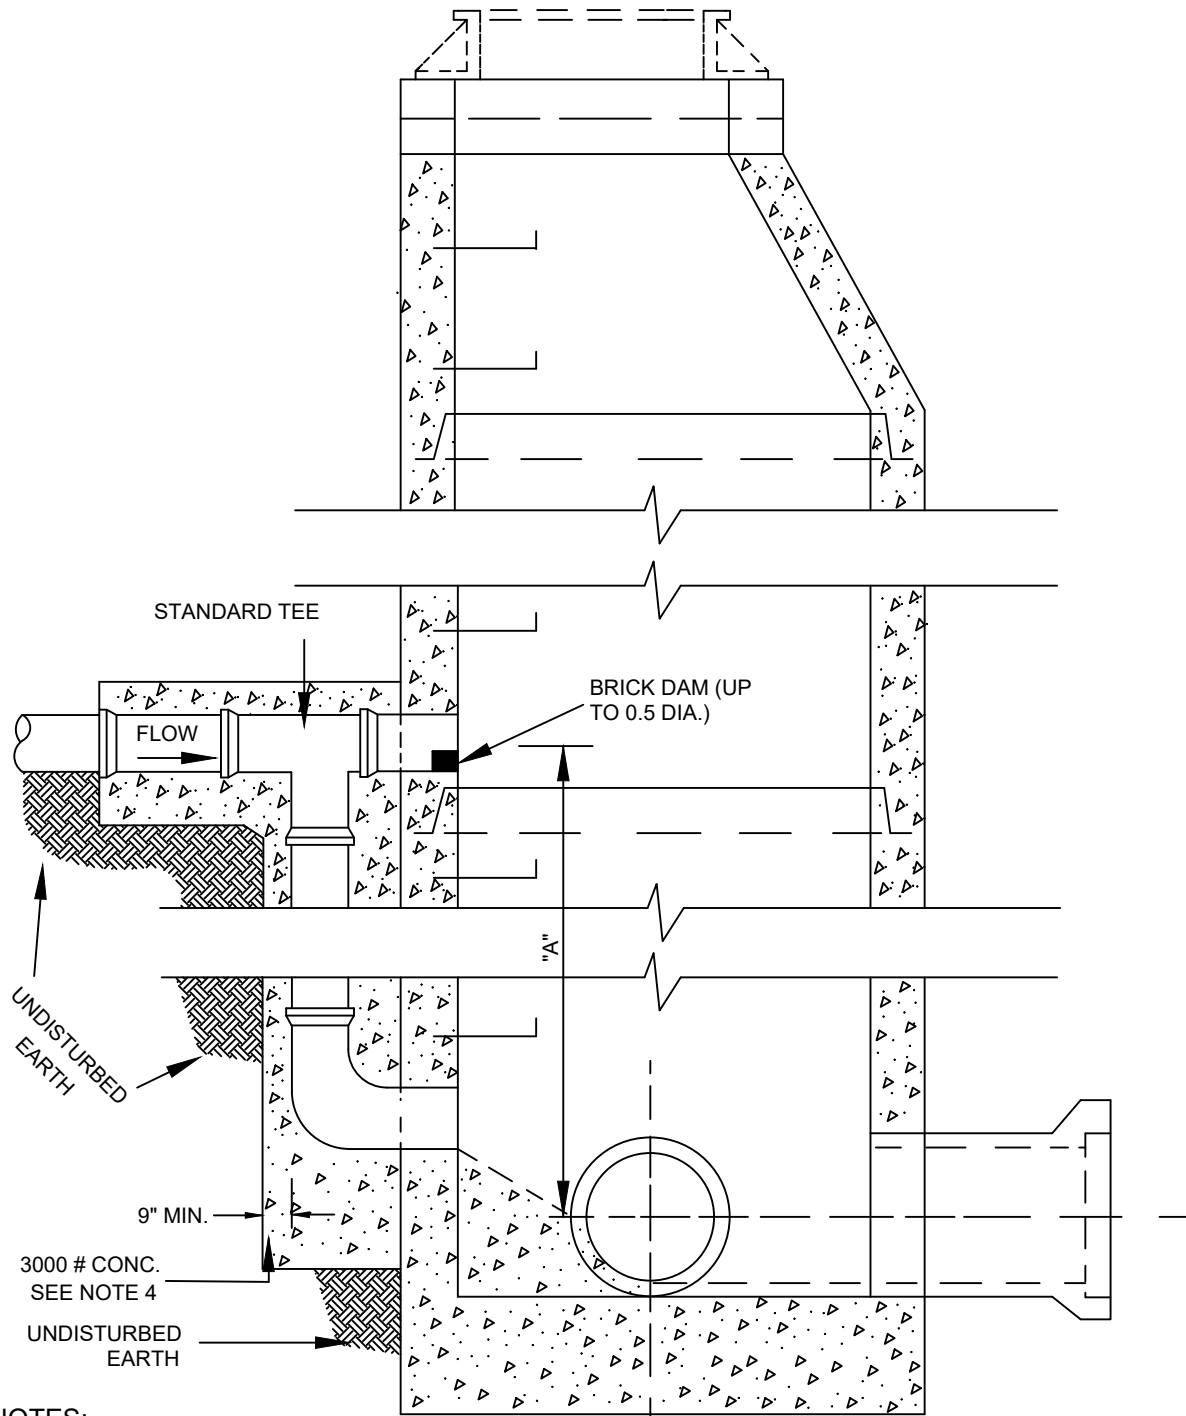 STANDARD TEE
BRICK DAM (UP
TO 0.5 DIA.)
FLOW
"A"
UNDISTURBED
EARTH
9" MIN.
3000 # CONC.
SEE NOTE 4
UNDISTURBED
EARTH
NOTES: